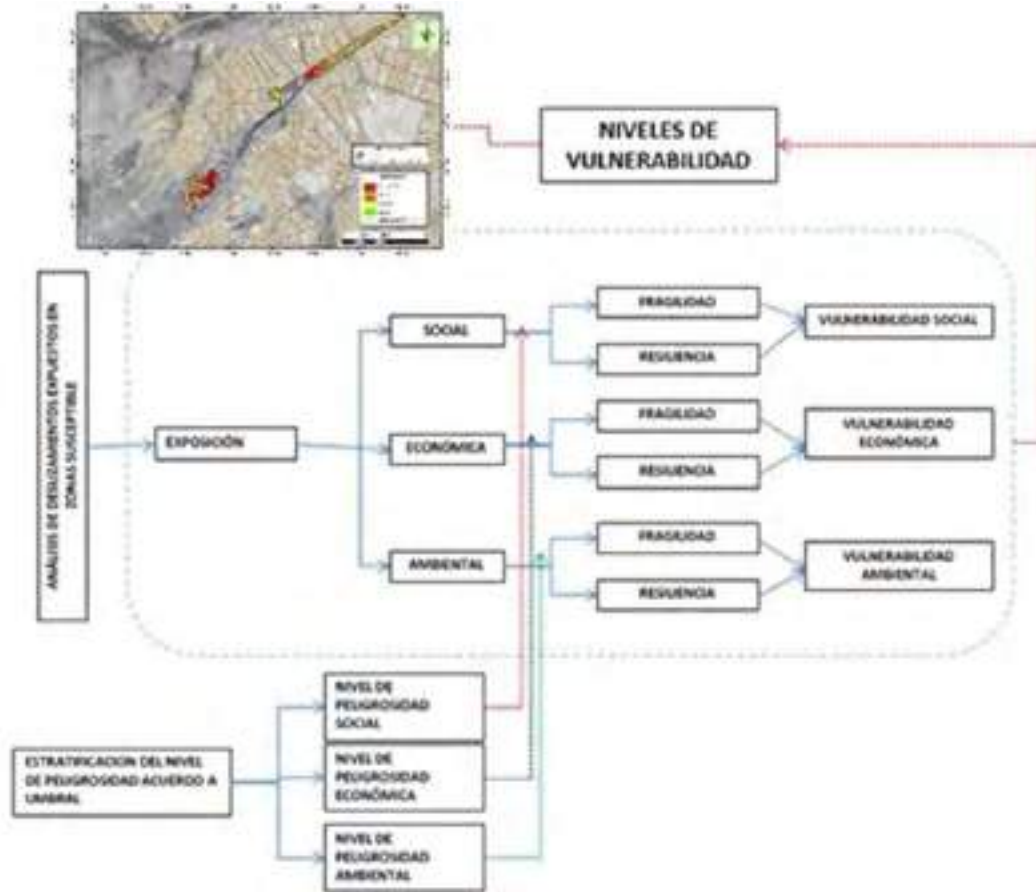 NIVELES DE
VULNERABILIDAD
ANÁLISIS DE DESLIZAMIENTOS EXPUESTOS EN
ZONAS SUSCEPTIBLE
EXPOSICIÓN
SOCIAL
FRAGILIDAD
RESILIENCIA
VULNERABILIDAD SOCIAL
ECONÓMICA
FRAGILIDAD
RESILIENCIA
VULNERABILIDAD
ECONÓMICA
AMBIENTAL
FRAGILIDAD
RESILIENCIA
VULNERABILIDAD
AMBIENTAL
ESTRATIFICACION DEL NIVEL
DE PELIGROSIDAD ACUERDO A
UMBRAL
NIVEL DE
PELIGROSIDAD
SOCIAL
NIVEL DE
PELIGROSIDAD
ECONÓMICA
NIVEL DE
PELIGROSIDAD
AMBIENTAL